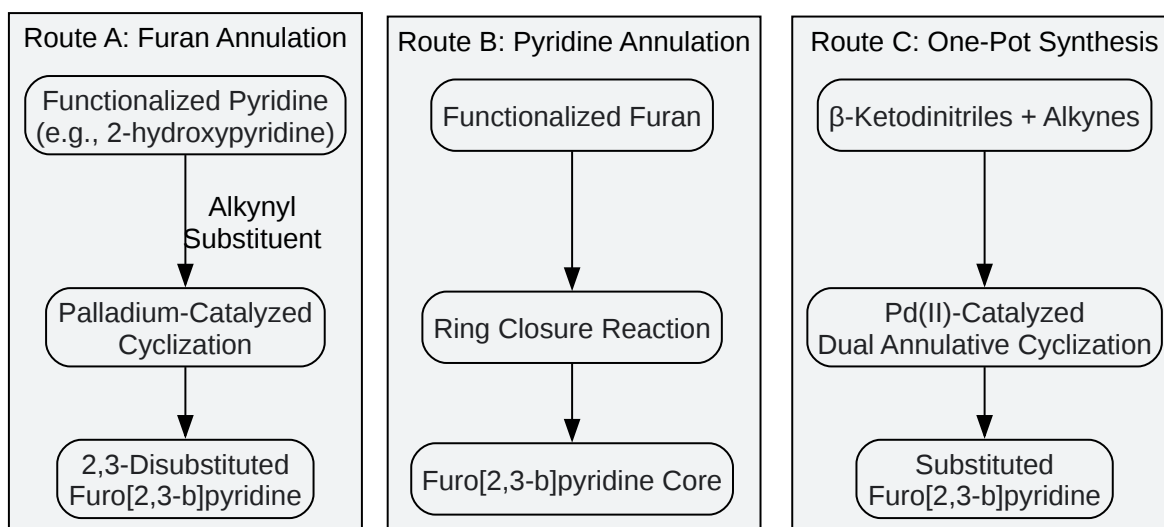 Route A: Furan Annulation
Functionalized Pyridine
(e.g., 2-hydroxypyridine)
Alkynyl
Substituent
Palladium-Catalyzed
Cyclization
2,3-Disubstituted
Furo[2,3-b]pyridine
Route B: Pyridine Annulation
Functionalized Furan
Ring Closure Reaction
Furo[2,3-b]pyridine Core
Route C: One-Pot Synthesis
β-Ketodinitriles + Alkynes
Pd(II)-Catalyzed
Dual Annulative Cyclization
Substituted
Furo[2,3-b]pyridine